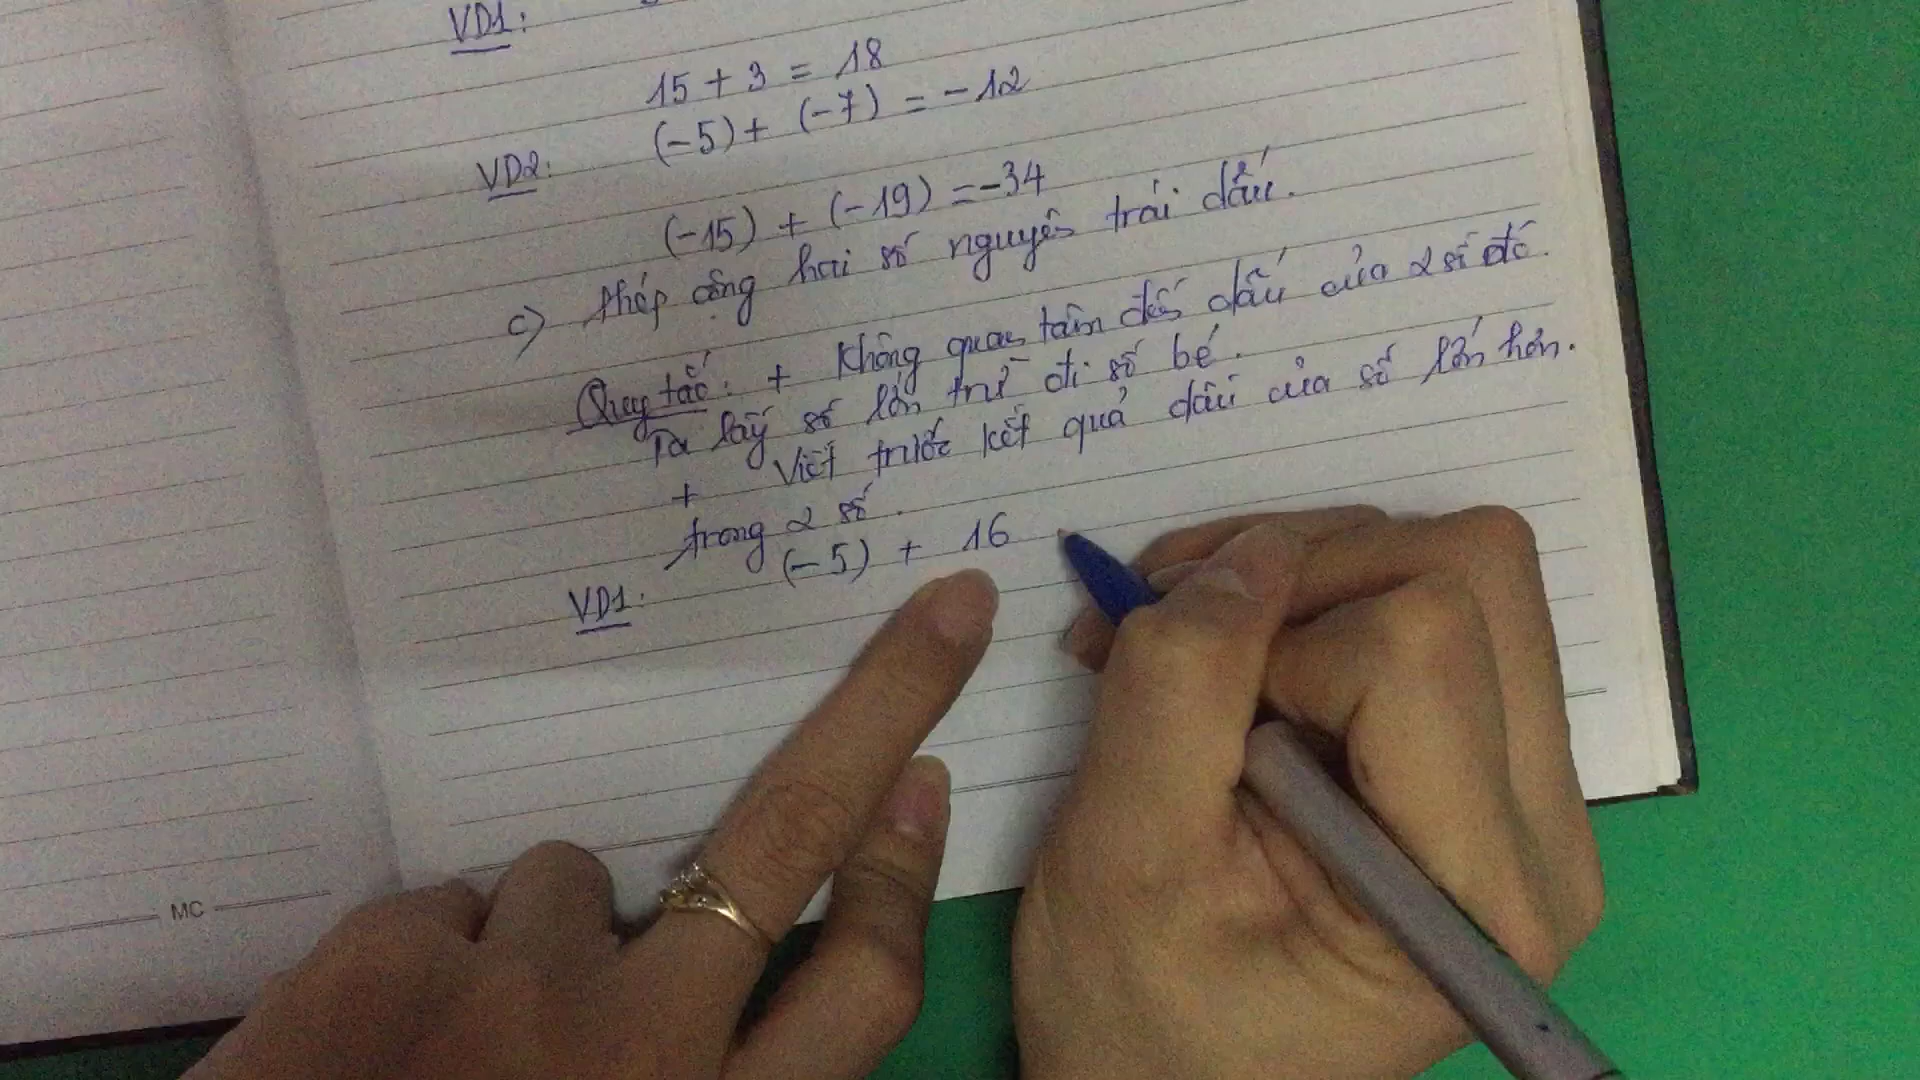 VD1:
15 + 3 = 18
(-5) + (-7) = -12
VD2:
(-15) + (-19) = -34
c) Phép cộng hai số nguyên trái dấu.
Quy tắc: + Không quan tâm đến dấu của 2 số đó.
Ta lấy số lớn trừ đi số bé.
+ Viết trước kết quả dấu của số lớn hơn.
trong 2 số.
VD1: (-5) + 16
MC